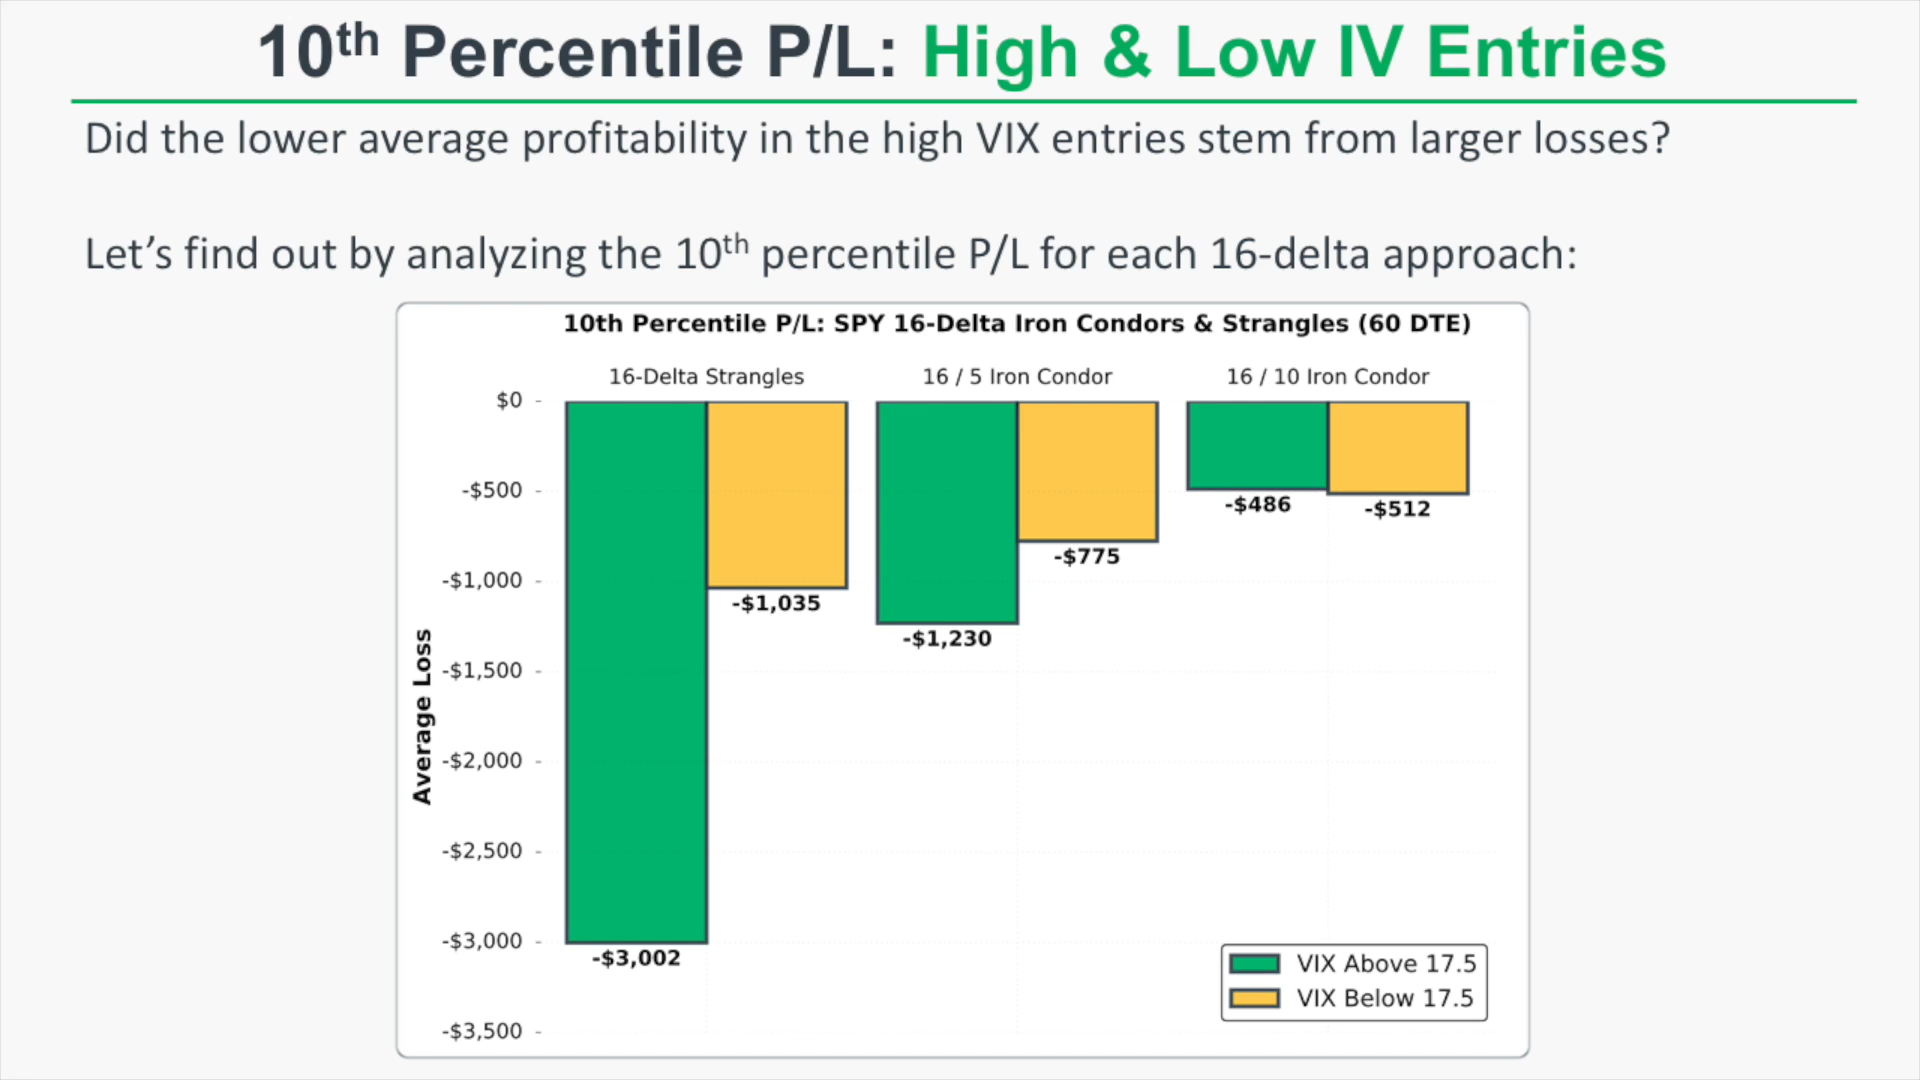 10th Percentile P/L: High & Low IV Entries
Did the lower average profitability in the high VIX entries stem from larger losses?
Let’s find out by analyzing the 10th percentile P/L for each 16-delta approach:
10th Percentile P/L: SPY 16-Delta Iron Condors & Strangles (60 DTE)
16-Delta Strangles
16 / 5 Iron Condor
16 / 10 Iron Condor
Average Loss
$0
-$500
-$1,000
-$1,500
-$2,000
-$2,500
-$3,000
-$3,500
-$3,002
-$1,035
-$1,230
-$775
-$486
-$512
VIX Above 17.5
VIX Below 17.5